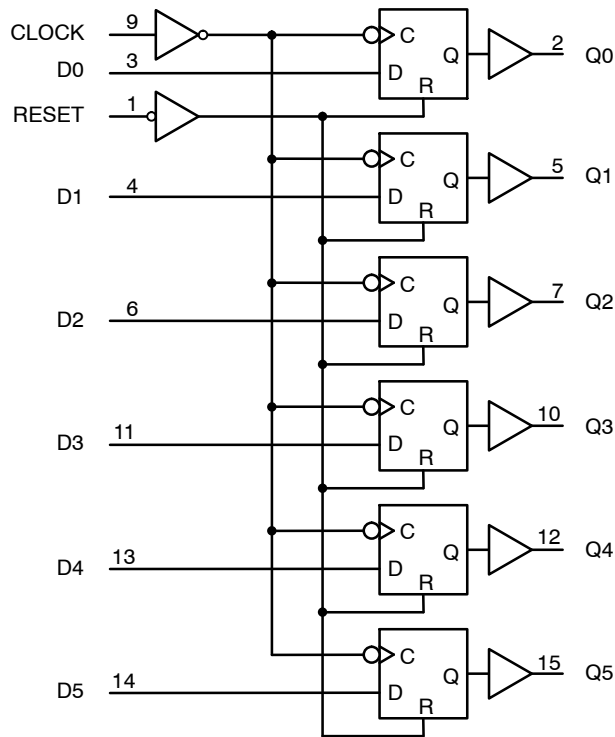 CLOCK 9 C Q 2 Q0
D0 3 D
R
RESET 1
C Q 5 Q1
D1 4 D
R
C Q 7 Q2
D2 6 D
R
C Q 10 Q3
D3 11 D
R
C Q 12 Q4
D4 13 D
R
C Q 15 Q5
D5 14 D
R